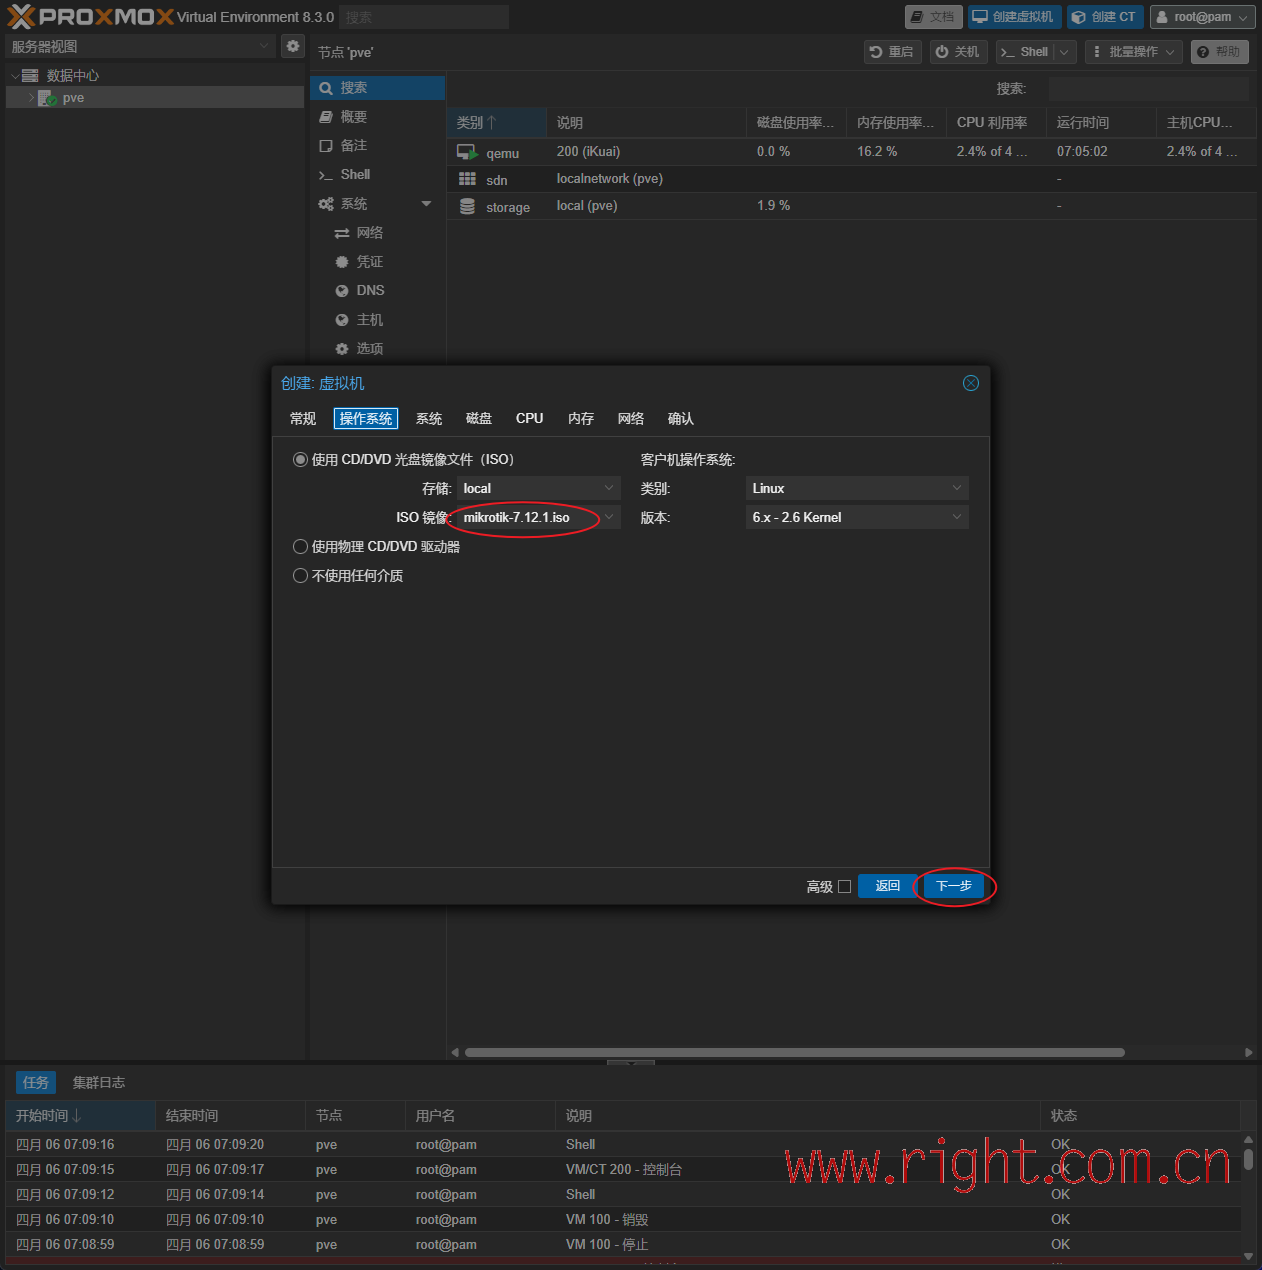 PROXMOX Virtual Environment 8.3.0 搜索 文档 创建虚拟机 创建 CT root@pam
服务器视图
节点 'pve' 重启 关机 Shell 批量操作 帮助
数据中心
pve
搜索
概要
备注
Shell
系统
网络
凭证
DNS
主机
选项
搜索:
类别 说明 磁盘使用率... 内存使用率... CPU 利用率 运行时间 主机CPU...
qemu 200 (iKuai) 0.0 % 16.2 % 2.4% of 4 ... 07:05:02 2.4% of 4 ...
sdn localnetwork (pve) -
storage local (pve) 1.9 % -
创建: 虚拟机
常规 操作系统 系统 磁盘 CPU 内存 网络 确认
使用 CD/DVD 光盘镜像文件（ISO） 客户机操作系统:
存储: local 类别: Linux
ISO 镜像: mikrotik-7.12.1.iso 版本: 6.x - 2.6 Kernel
使用物理 CD/DVD 驱动器
不使用任何介质
高级 返回 下一步
任务 集群日志
开始时间 结束时间 节点 用户名 说明 状态
四月 06 07:09:16 四月 06 07:09:20 pve root@pam Shell OK
四月 06 07:09:15 四月 06 07:09:17 pve root@pam VM/CT 200 - 控制台 OK
四月 06 07:09:12 四月 06 07:09:14 pve root@pam Shell OK
四月 06 07:09:10 四月 06 07:09:10 pve root@pam VM 100 - 销毁 OK
四月 06 07:08:59 四月 06 07:08:59 pve root@pam VM 100 - 停止 OK
www.right.com.cn